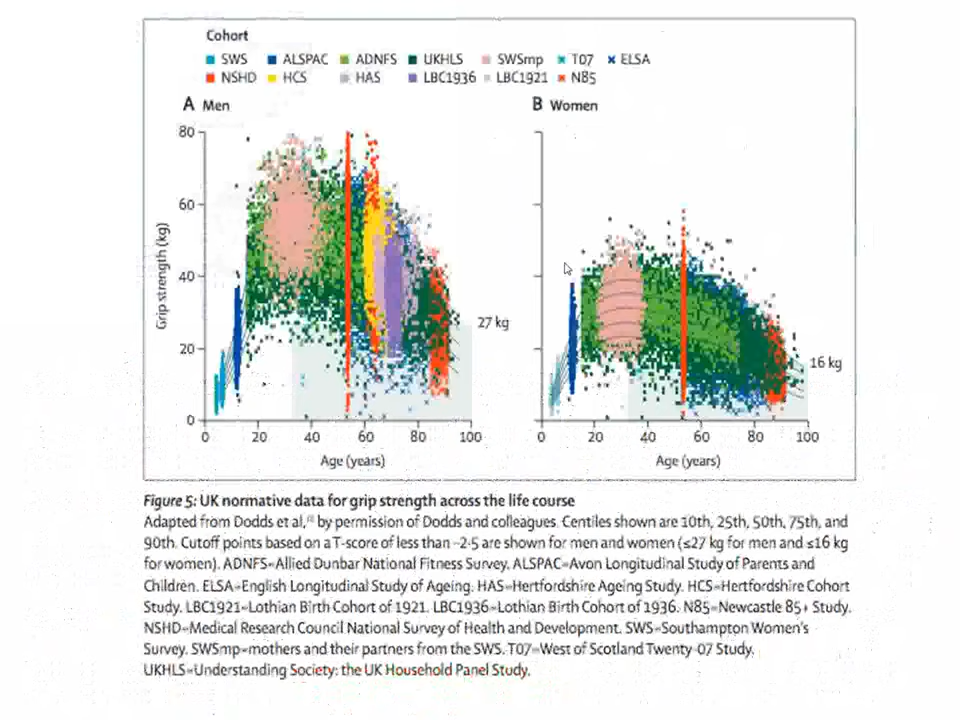 Cohort
SWS ALSPAC ADNFS UKHLS SWSmp T07 ELSA
NSHD HCS HAS LBC1936 LBC1921 N85
A Men
B Women
80
60
40
20
0
Grip strength (kg)
27 kg
16 kg
0 20 40 60 80 100
0 20 40 60 80 100
Age (years)
Age (years)
Figure 5: UK normative data for grip strength across the life course
Adapted from Dodds et al, by permission of Dodds and colleagues. Centiles shown are 10th, 25th, 50th, 75th, and
90th. Cutoff points based on a T-score of less than –2·5 are shown for men and women (≤27 kg for men and ≤16 kg
for women). ADNFS=Allied Dunbar National Fitness Survey. ALSPAC=Avon Longitudinal Study of Parents and
Children. ELSA=English Longitudinal Study of Ageing. HAS=Hertfordshire Ageing Study. HCS=Hertfordshire Cohort
Study. LBC1921=Lothian Birth Cohort of 1921. LBC1936=Lothian Birth Cohort of 1936. N85=Newcastle 85+ Study.
NSHD=Medical Research Council National Survey of Health and Development. SWS=Southampton Women's
Survey. SWSmp=mothers and their partners from the SWS. T07=West of Scotland Twenty-07 Study.
UKHLS=Understanding Society: the UK Household Panel Study.